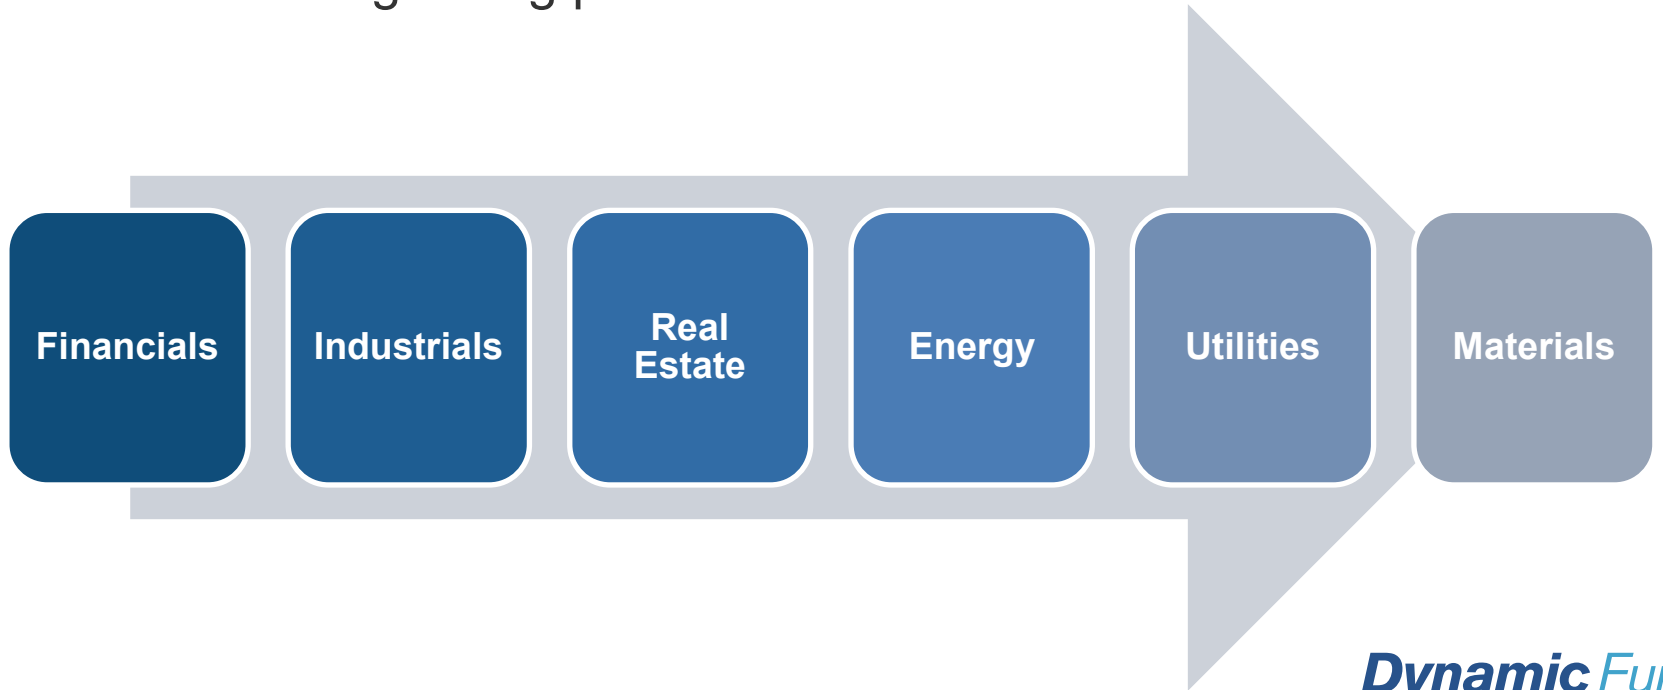 Financials
Industrials
Real
Estate
Energy
Utilities
Materials
Dynamic